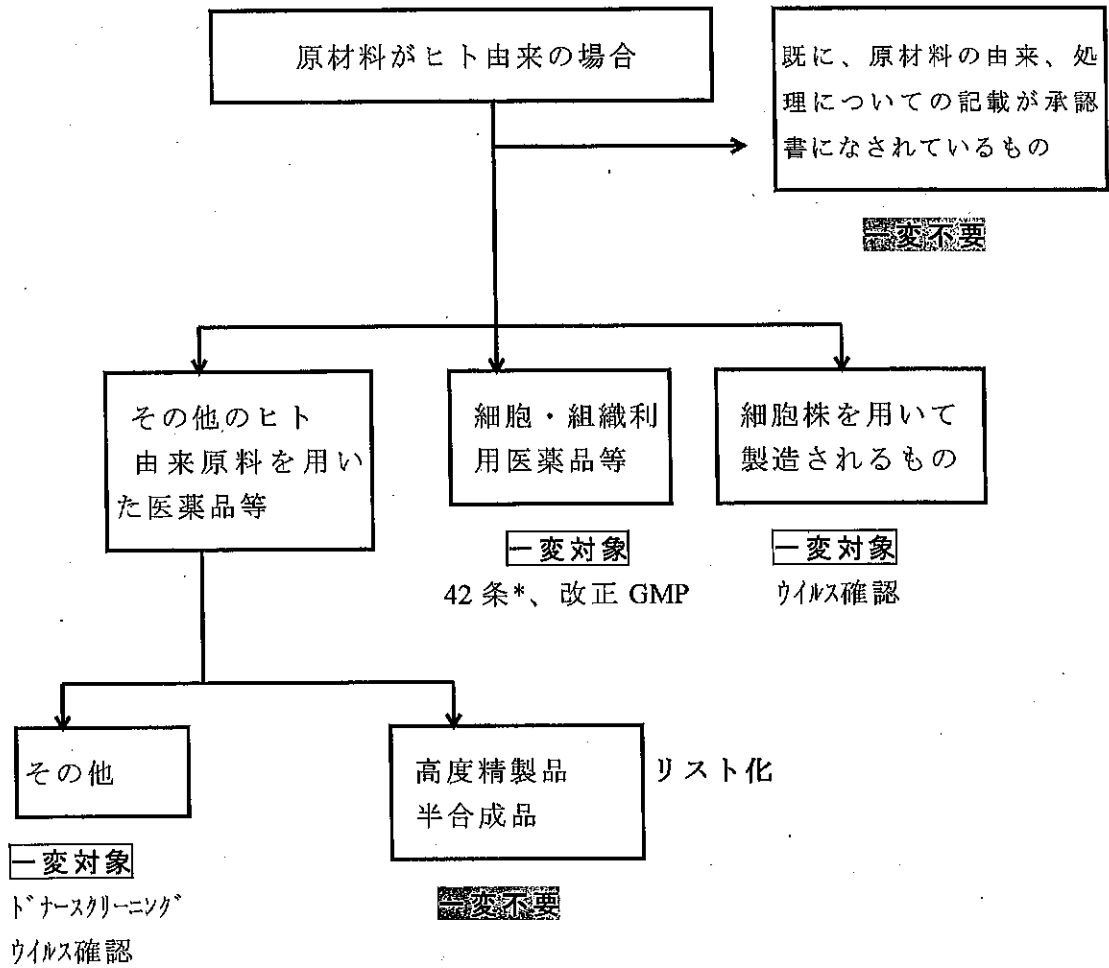 原材料がヒト由来の場合
既に、原材料の由来、処
理についての記載が承認
書になされているもの
一変不要
その他のヒト
由来原料を用い
た医薬品等
細胞・組織利
用医薬品等
細胞株を用いて
製造されるもの
一変対象
42 条*、改正 GMP
一変対象
ウイルス確認
その他
高度精製品
半合成品
リスト化
一変対象
ドナースクリーニング
ウイルス確認
一変不要